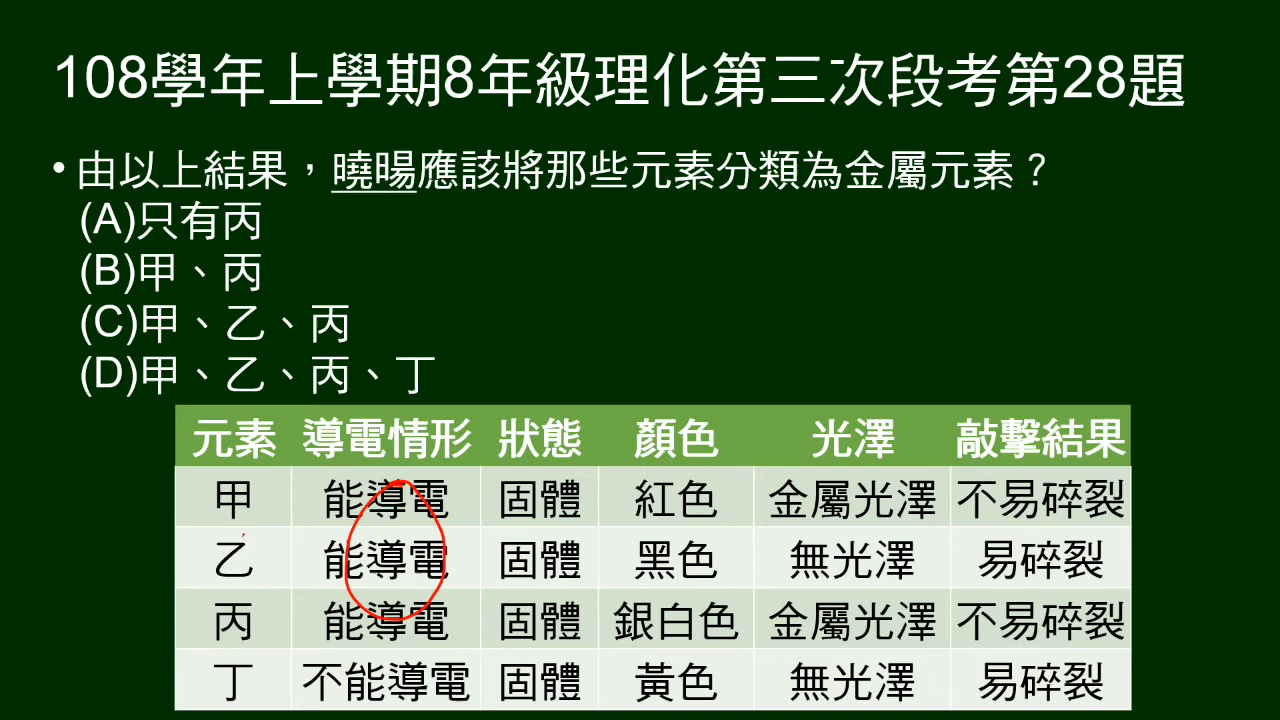 108學年上學期8年級理化第三次段考第28題
•由以上結果，曉暘應該將那些元素分類為金屬元素？
(A)只有丙
(B)甲、丙
(C)甲、乙、丙
(D)甲、乙、丙、丁
元素 導電情形 狀態 顏色 光澤 敲擊結果
甲 能導電 固體 紅色 金屬光澤 不易碎裂
乙 能導電 固體 黑色 無光澤 易碎裂
丙 能導電 固體 銀白色 金屬光澤 不易碎裂
丁 不能導電 固體 黃色 無光澤 易碎裂